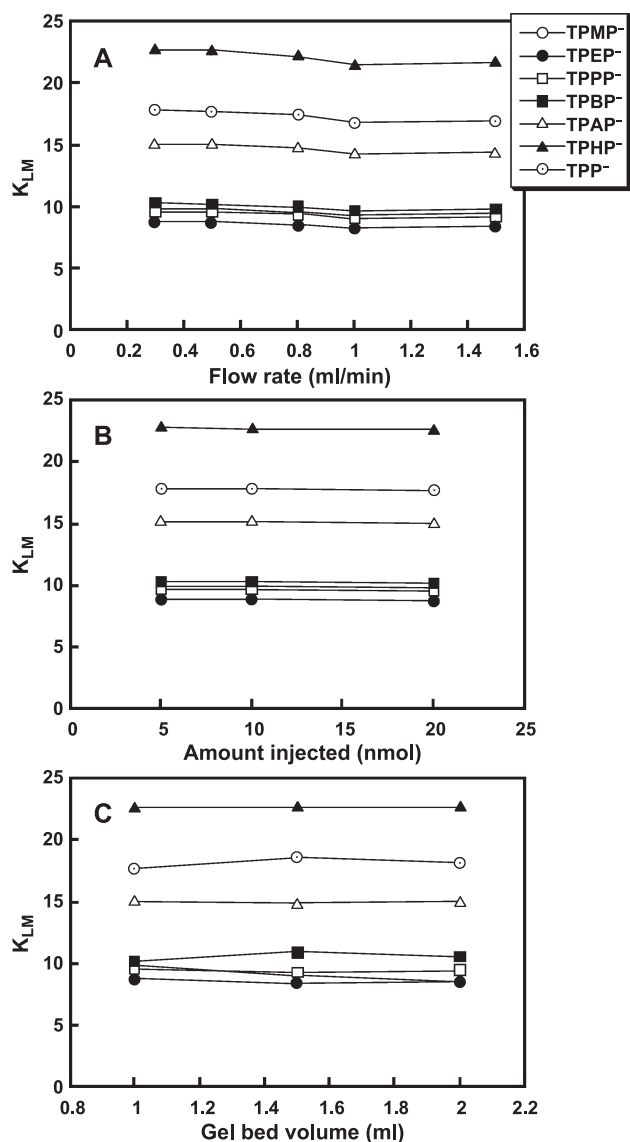 A
25
20
15
10
5
0
K_LM
0 0.2 0.4 0.6 0.8 1 1.2 1.4 1.6
Flow rate (ml/min)
TPMP⁻
TPEP⁻
TPPP⁻
TPBP⁻
TPAP⁻
TPHP⁻
TPP⁻
B
25
20
15
10
5
0
K_LM
0 5 10 15 20 25
Amount injected (nmol)
C
25
20
15
10
5
0
K_LM
0.8 1 1.2 1.4 1.6 1.8 2 2.2
Gel bed volume (ml)